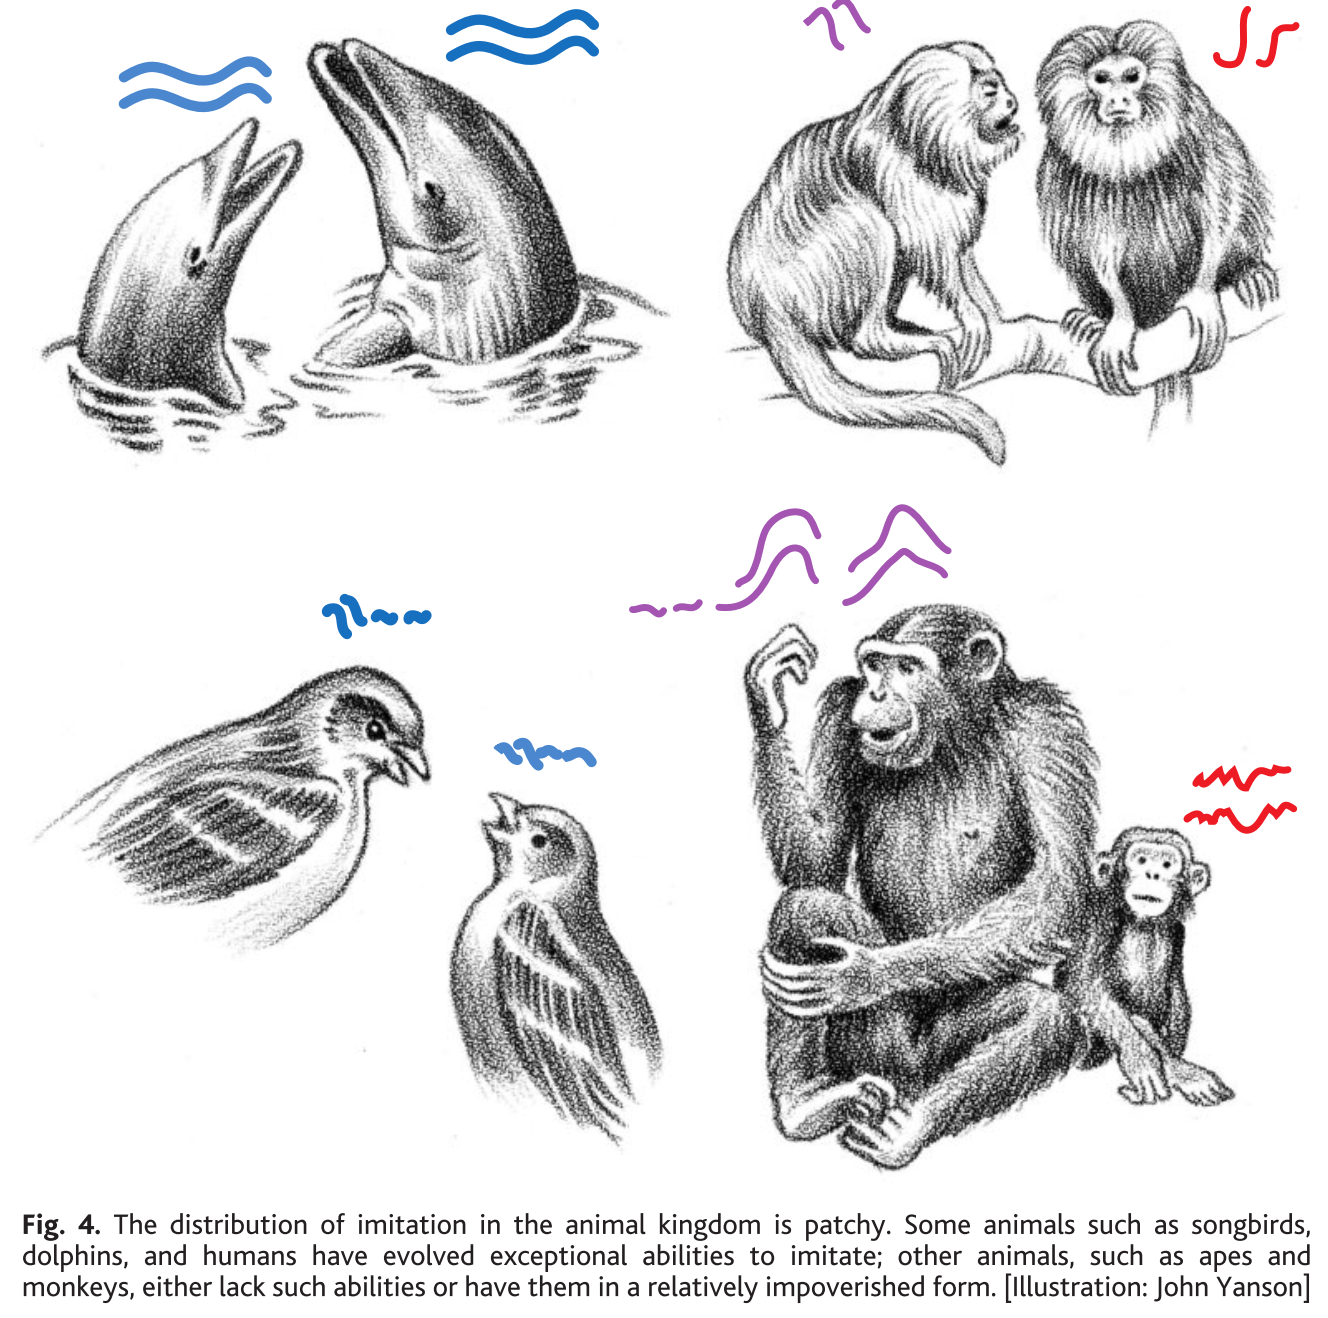 Fig. 4. The distribution of imitation in the animal kingdom is patchy. Some animals such as songbirds,
dolphins, and humans have evolved exceptional abilities to imitate; other animals, such as apes and
monkeys, either lack such abilities or have them in a relatively impoverished form. [Illustration: John Yanson]